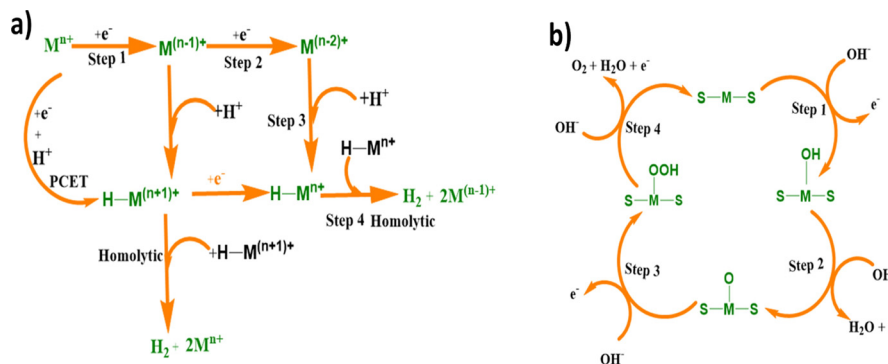 a)
Mⁿ⁺ +e⁻ Step 1 M⁽ⁿ⁻¹⁾⁺ +e⁻ Step 2 M⁽ⁿ⁻²⁾⁺
+e⁻
+
H⁺
PCET
+H⁺
Step 3
+H⁺
H–Mⁿ⁺
H–M⁽ⁿ⁺¹⁾⁺ +e⁻ H–Mⁿ⁺ Step 4 Homolytic H₂ + 2M⁽ⁿ⁻¹⁾⁺
Homolytic
+H–M⁽ⁿ⁺¹⁾⁺
H₂ + 2Mⁿ⁺
b)
O₂ + H₂O + e⁻
S–M–S
OH⁻
Step 1
e⁻
OH⁻
Step 4
OH
S–M–S
OOH
S–M–S
Step 2
OH
H₂O +
O
S–M–S
Step 3
e⁻
OH⁻